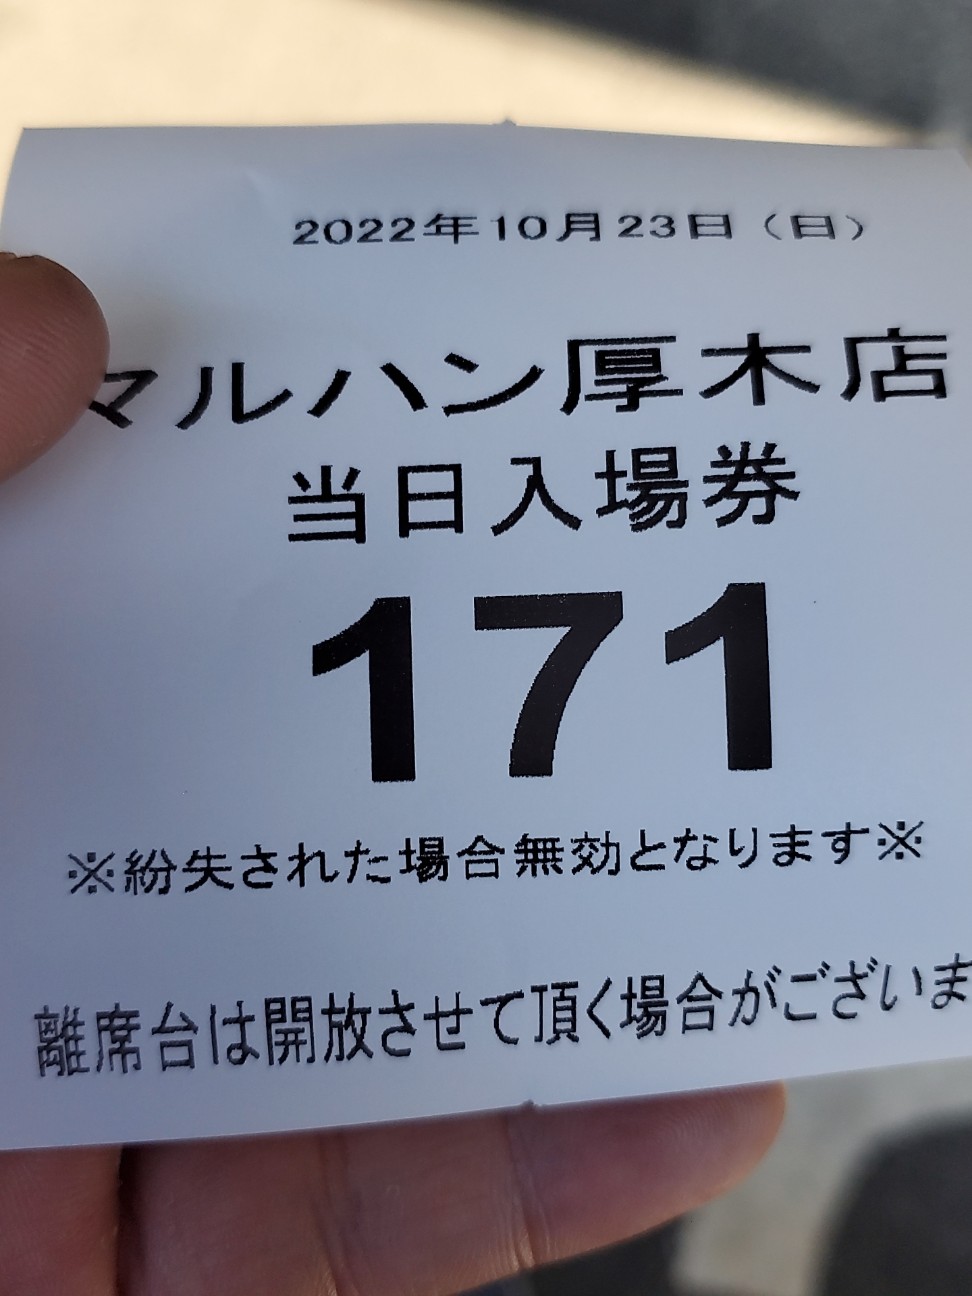 2022年10月23日（日）
マルハン厚木店
当日入場券
171
※紛失された場合無効となります※
離席台は開放させて頂く場合がございま